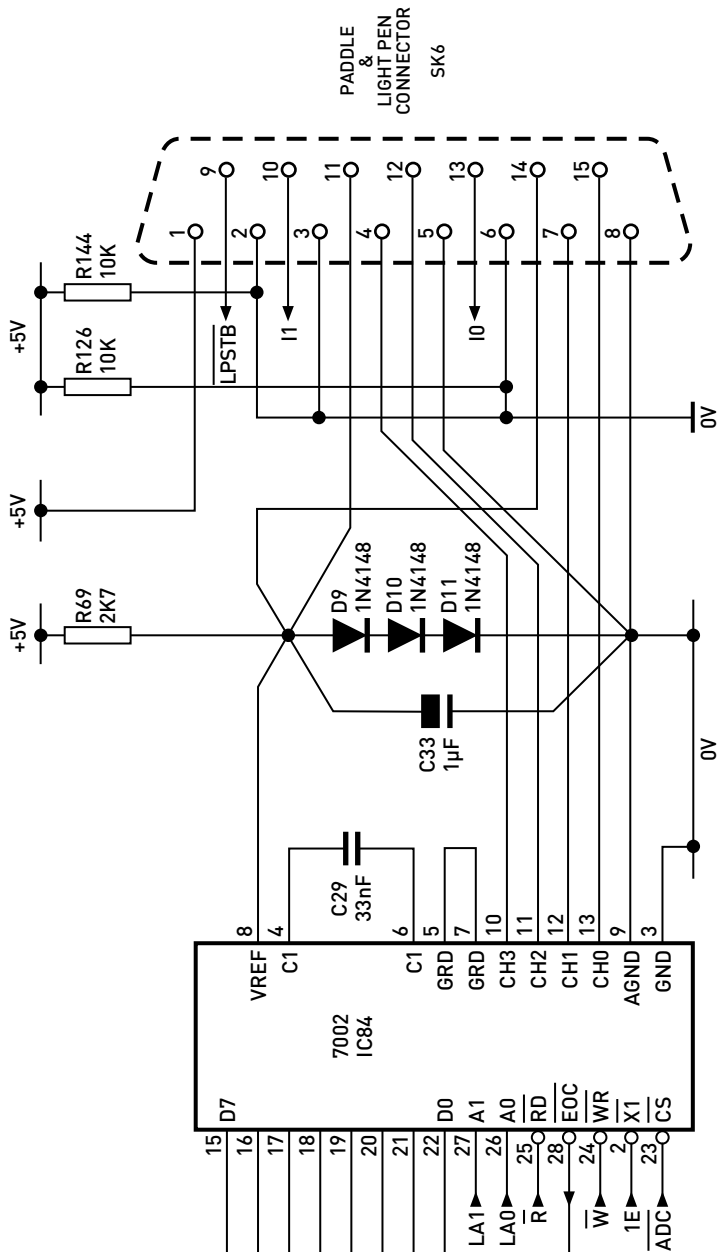 PADDLE
&
LIGHT PEN
CONNECTOR
SK6
1
2
3
4
5
6
7
8
9
10
11
12
13
14
15
+5V
R144
10K
R126
10K
LPSTB
I1
I0
0V
+5V
+5V
R69
2K7
D9
1N4148
D10
1N4148
D11
1N4148
C33
1µF
0V
C29
33nF
8
4
6
5
7
10
11
12
13
9
3
VREF
C1
C1
GRD
GRD
CH3
CH2
CH1
CH0
AGND
GND
7002
IC84
D7
D0
A1
A0
RD
EOC
WR
X1
CS
15
16
17
18
19
20
21
22
27
26
25
28
24
2
23
LA1
LA0
R
W
1E
ADC